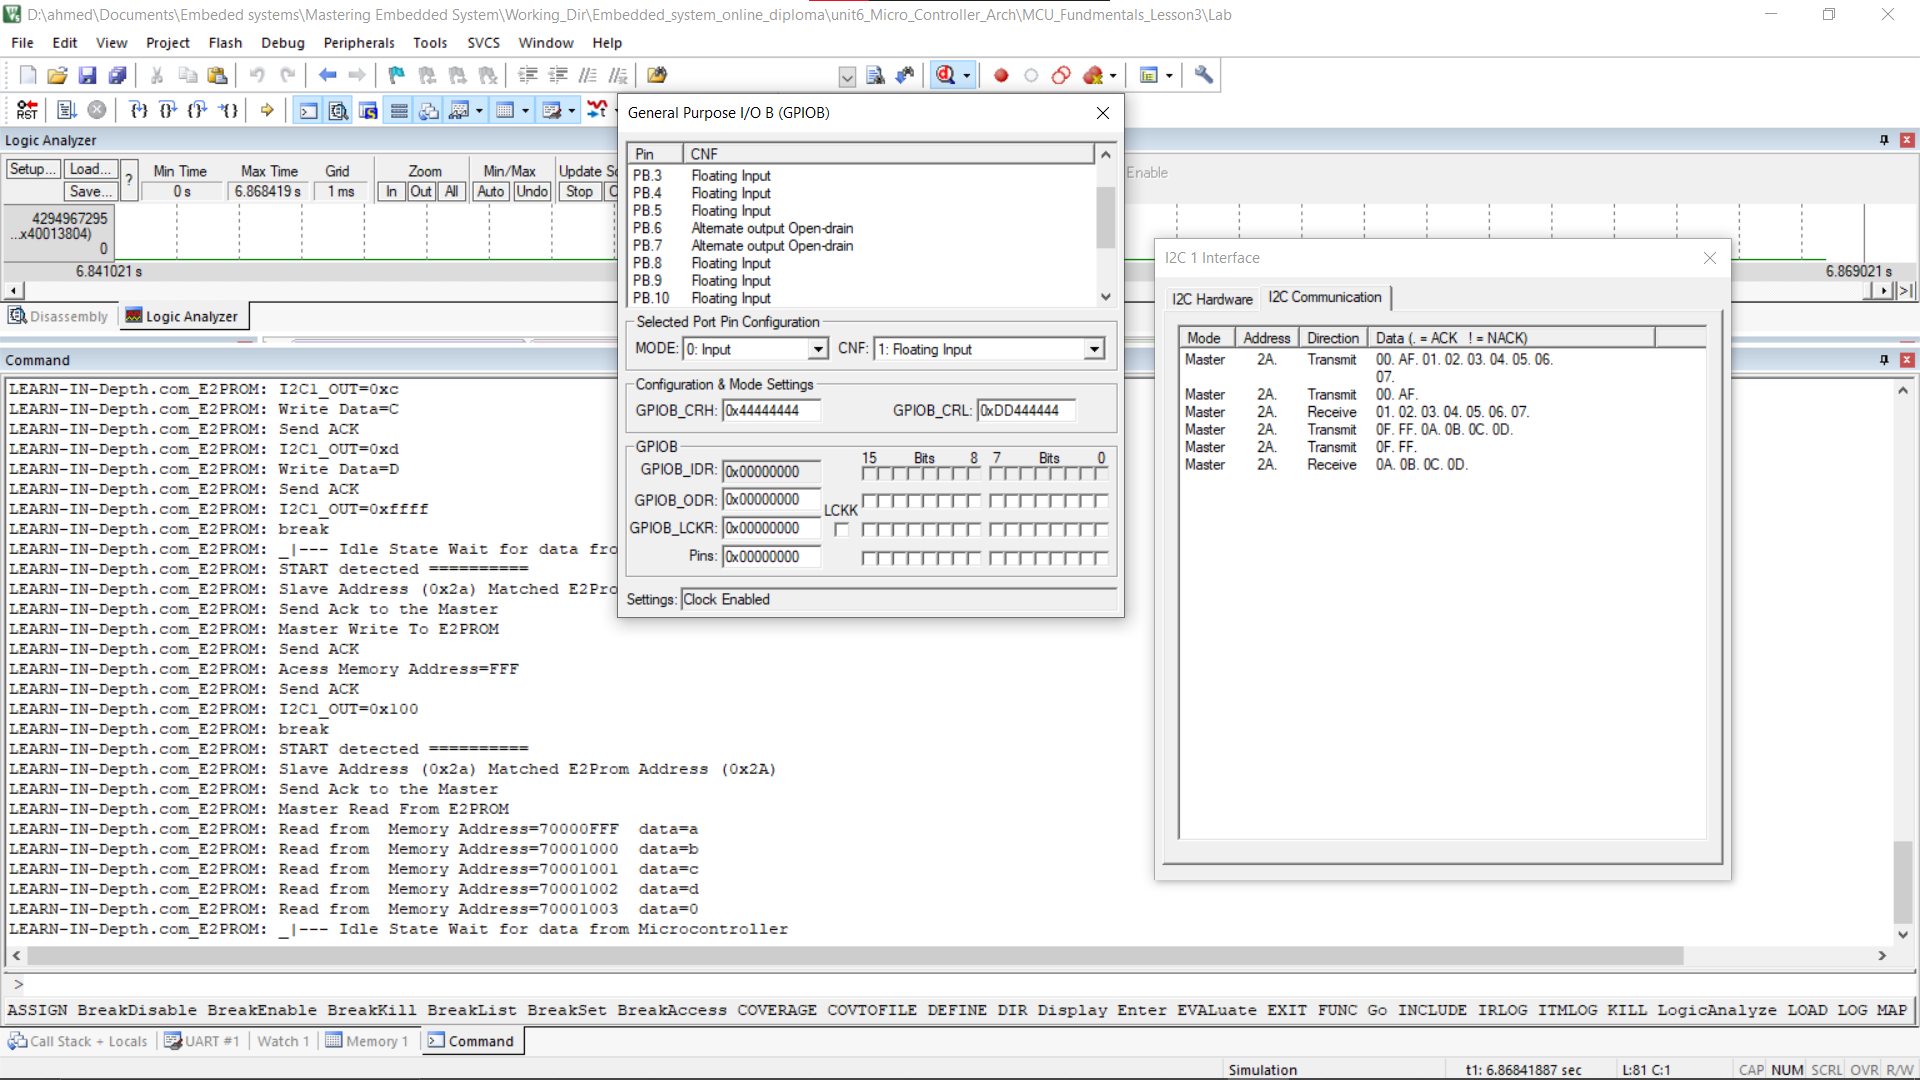 D:\ahmed\Documents\Embeded systems\Mastering Embedded System\Working_Dir\Embedded_system_online_diploma\unit6_Micro_Controller_Arch\MCU_Fundmentals_Lesson3\Lab
File Edit View Project Flash Debug Peripherals Tools SVCS Window Help
Logic Analyzer
Setup... Load... Save... ? Min Time 0 s Max Time 6.868419 s Grid 1 ms Zoom In Out All Min/Max Auto Undo Update Sc Stop C Enable
4294967295
...x40013804)
0
6.841021 s 6.869021 s
Disassembly Logic Analyzer
Command
LEARN-IN-Depth.com_E2PROM: I2C1_OUT=0xc
LEARN-IN-Depth.com_E2PROM: Write Data=C
LEARN-IN-Depth.com_E2PROM: Send ACK
LEARN-IN-Depth.com_E2PROM: I2C1_OUT=0xd
LEARN-IN-Depth.com_E2PROM: Write Data=D
LEARN-IN-Depth.com_E2PROM: Send ACK
LEARN-IN-Depth.com_E2PROM: I2C1_OUT=0xffff
LEARN-IN-Depth.com_E2PROM: break
LEARN-IN-Depth.com_E2PROM: _|--- Idle State Wait for data fro
LEARN-IN-Depth.com_E2PROM: START detected ==========
LEARN-IN-Depth.com_E2PROM: Slave Address (0x2a) Matched E2Pro
LEARN-IN-Depth.com_E2PROM: Send Ack to the Master
LEARN-IN-Depth.com_E2PROM: Master Write To E2PROM
LEARN-IN-Depth.com_E2PROM: Send ACK
LEARN-IN-Depth.com_E2PROM: Acess Memory Address=FFF
LEARN-IN-Depth.com_E2PROM: Send ACK
LEARN-IN-Depth.com_E2PROM: I2C1_OUT=0x100
LEARN-IN-Depth.com_E2PROM: break
LEARN-IN-Depth.com_E2PROM: START detected ==========
LEARN-IN-Depth.com_E2PROM: Slave Address (0x2a) Matched E2Prom Address (0x2A)
LEARN-IN-Depth.com_E2PROM: Send Ack to the Master
LEARN-IN-Depth.com_E2PROM: Master Read From E2PROM
LEARN-IN-Depth.com_E2PROM: Read from  Memory Address=70000FFF  data=a
LEARN-IN-Depth.com_E2PROM: Read from  Memory Address=70001000  data=b
LEARN-IN-Depth.com_E2PROM: Read from  Memory Address=70001001  data=c
LEARN-IN-Depth.com_E2PROM: Read from  Memory Address=70001002  data=d
LEARN-IN-Depth.com_E2PROM: Read from  Memory Address=70001003  data=0
LEARN-IN-Depth.com_E2PROM: _|--- Idle State Wait for data from Microcontroller
General Purpose I/O B (GPIOB)
Pin CNF
PB.3 Floating Input
PB.4 Floating Input
PB.5 Floating Input
PB.6 Alternate output Open-drain
PB.7 Alternate output Open-drain
PB.8 Floating Input
PB.9 Floating Input
PB.10 Floating Input
Selected Port Pin Configuration
MODE: 0: Input CNF: 1: Floating Input
Configuration & Mode Settings
GPIOB_CRH: 0x44444444 GPIOB_CRL: 0xDD444444
GPIOB
15 Bits 8 7 Bits 0
GPIOB_IDR: 0x00000000
GPIOB_ODR: 0x00000000
LCKK
GPIOB_LCKR: 0x00000000
Pins: 0x00000000
Settings: Clock Enabled
I2C 1 Interface
I2C Hardware I2C Communication
Mode Address Direction Data (. = ACK ! = NACK)
Master 2A. Transmit 00. AF. 01. 02. 03. 04. 05. 06.
07.
Master 2A. Transmit 00. AF.
Master 2A. Receive 01. 02. 03. 04. 05. 06. 07.
Master 2A. Transmit 0F. FF. 0A. 0B. 0C. 0D.
Master 2A. Transmit 0F. FF.
Master 2A. Receive 0A. 0B. 0C. 0D.
>
ASSIGN BreakDisable BreakEnable BreakKill BreakList BreakSet BreakAccess COVERAGE COVTOFILE DEFINE DIR Display Enter EVALuate EXIT FUNC Go INCLUDE IRLOG ITMLOG KILL LogicAnalyze LOAD LOG MAP
Call Stack + Locals UART #1 Watch 1 Memory 1 Command
Simulation t1: 6.86841887 sec L:81 C:1 CAP NUM SCRL OVR R/W